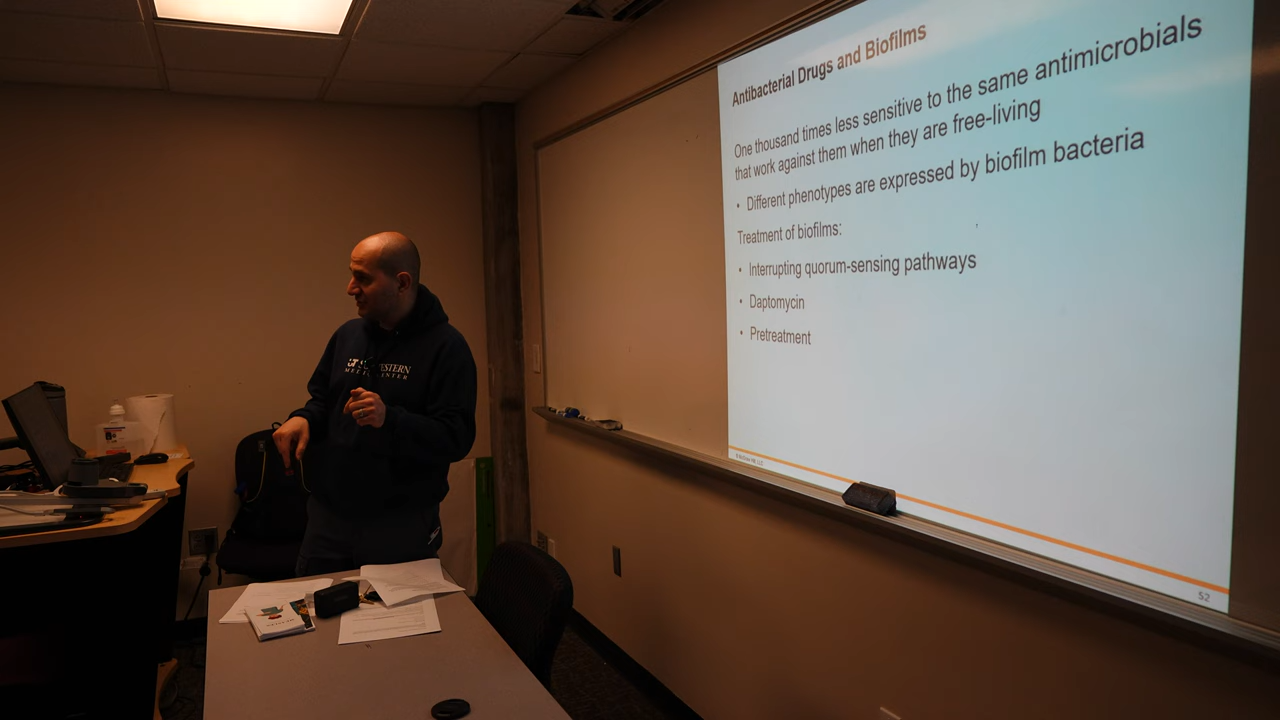 Antibacterial Drugs and Biofilms
One thousand times less sensitive to the same antimicrobials
that work against them when they are free-living
• Different phenotypes are expressed by biofilm bacteria
Treatment of biofilms:
• Interrupting quorum-sensing pathways
• Daptomycin
• Pretreatment
52